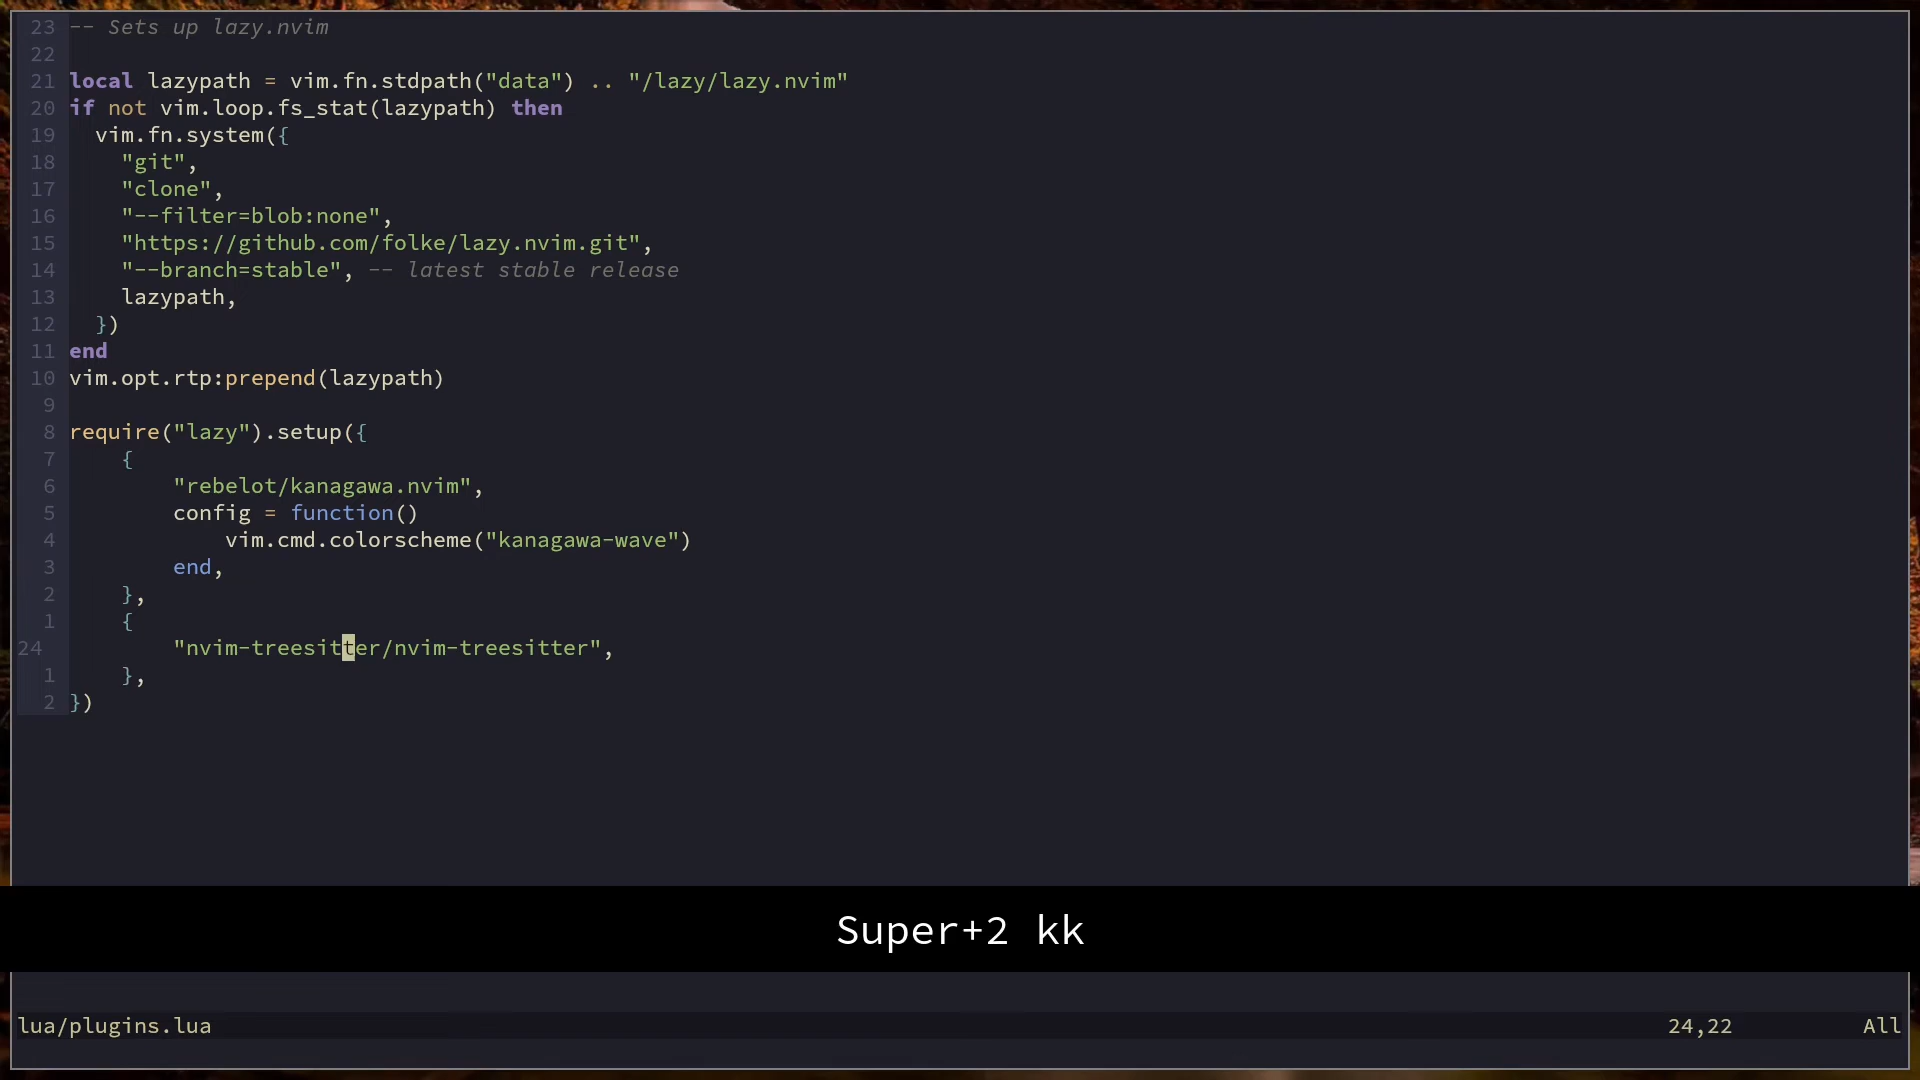 23 -- Sets up lazy.nvim
22
21 local lazypath = vim.fn.stdpath("data") .. "/lazy/lazy.nvim"
20 if not vim.loop.fs_stat(lazypath) then
19   vim.fn.system({
18     "git",
17     "clone",
16     "--filter=blob:none",
15     "https://github.com/folke/lazy.nvim.git",
14     "--branch=stable", -- latest stable release
13     lazypath,
12   })
11 end
10 vim.opt.rtp:prepend(lazypath)
9
8 require("lazy").setup({
7     {
6         "rebelot/kanagawa.nvim",
5         config = function()
4             vim.cmd.colorscheme("kanagawa-wave")
3         end,
2     },
1     {
24         "nvim-treesitter/nvim-treesitter",
1     },
2 })
Super+2 kk
lua/plugins.lua 24,22 All